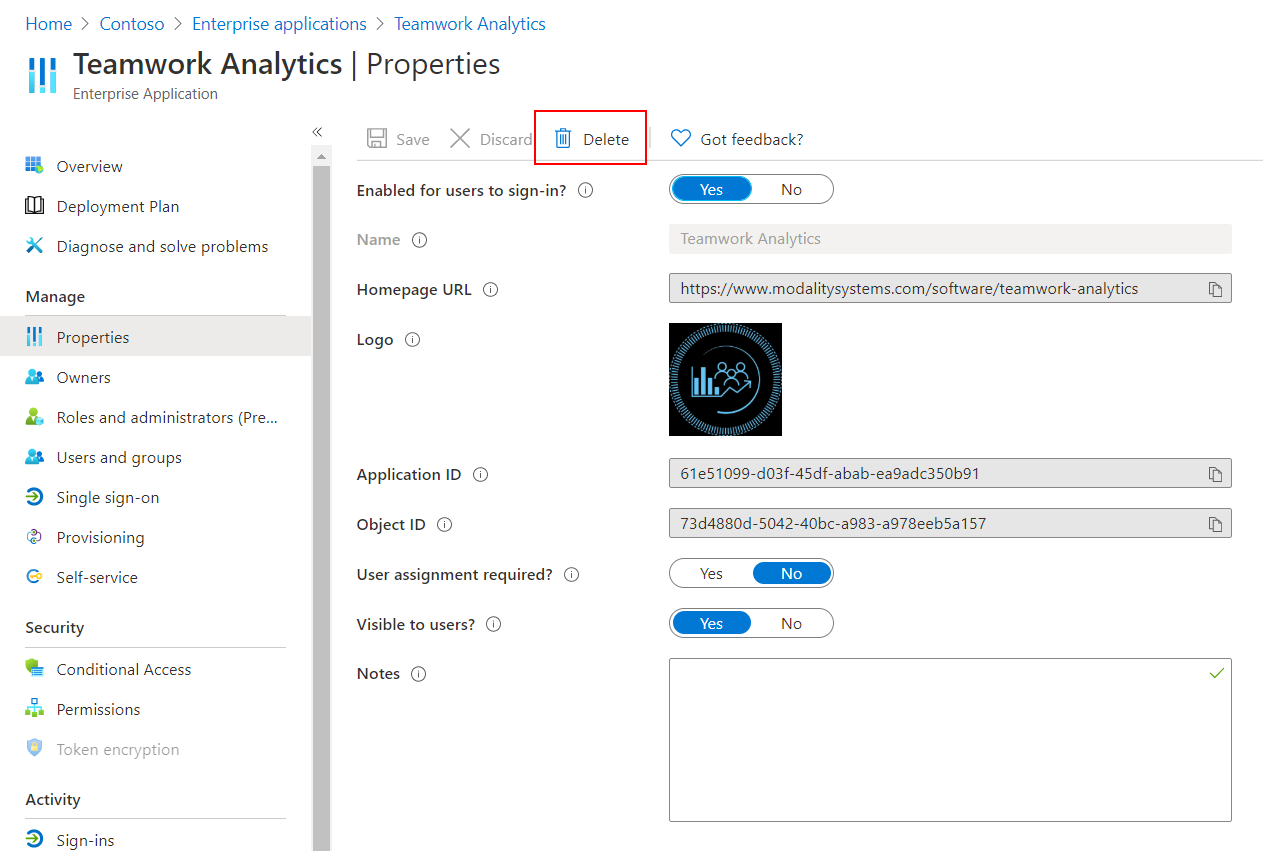 Home > Contoso > Enterprise applications > Teamwork Analytics
Teamwork Analytics | Properties
Enterprise Application
«
Overview
Deployment Plan
Diagnose and solve problems
Manage
Properties
Owners
Roles and administrators (Pre...
Users and groups
Single sign-on
Provisioning
Self-service
Security
Conditional Access
Permissions
Token encryption
Activity
Sign-ins
Save Discard Delete Got feedback?
Enabled for users to sign-in? Yes No
Name Teamwork Analytics
Homepage URL https://www.modalitysystems.com/software/teamwork-analytics
Logo
Application ID 61e51099-d03f-45df-abab-ea9adc350b91
Object ID 73d4880d-5042-40bc-a983-a978eeb5a157
User assignment required? Yes No
Visible to users? Yes No
Notes